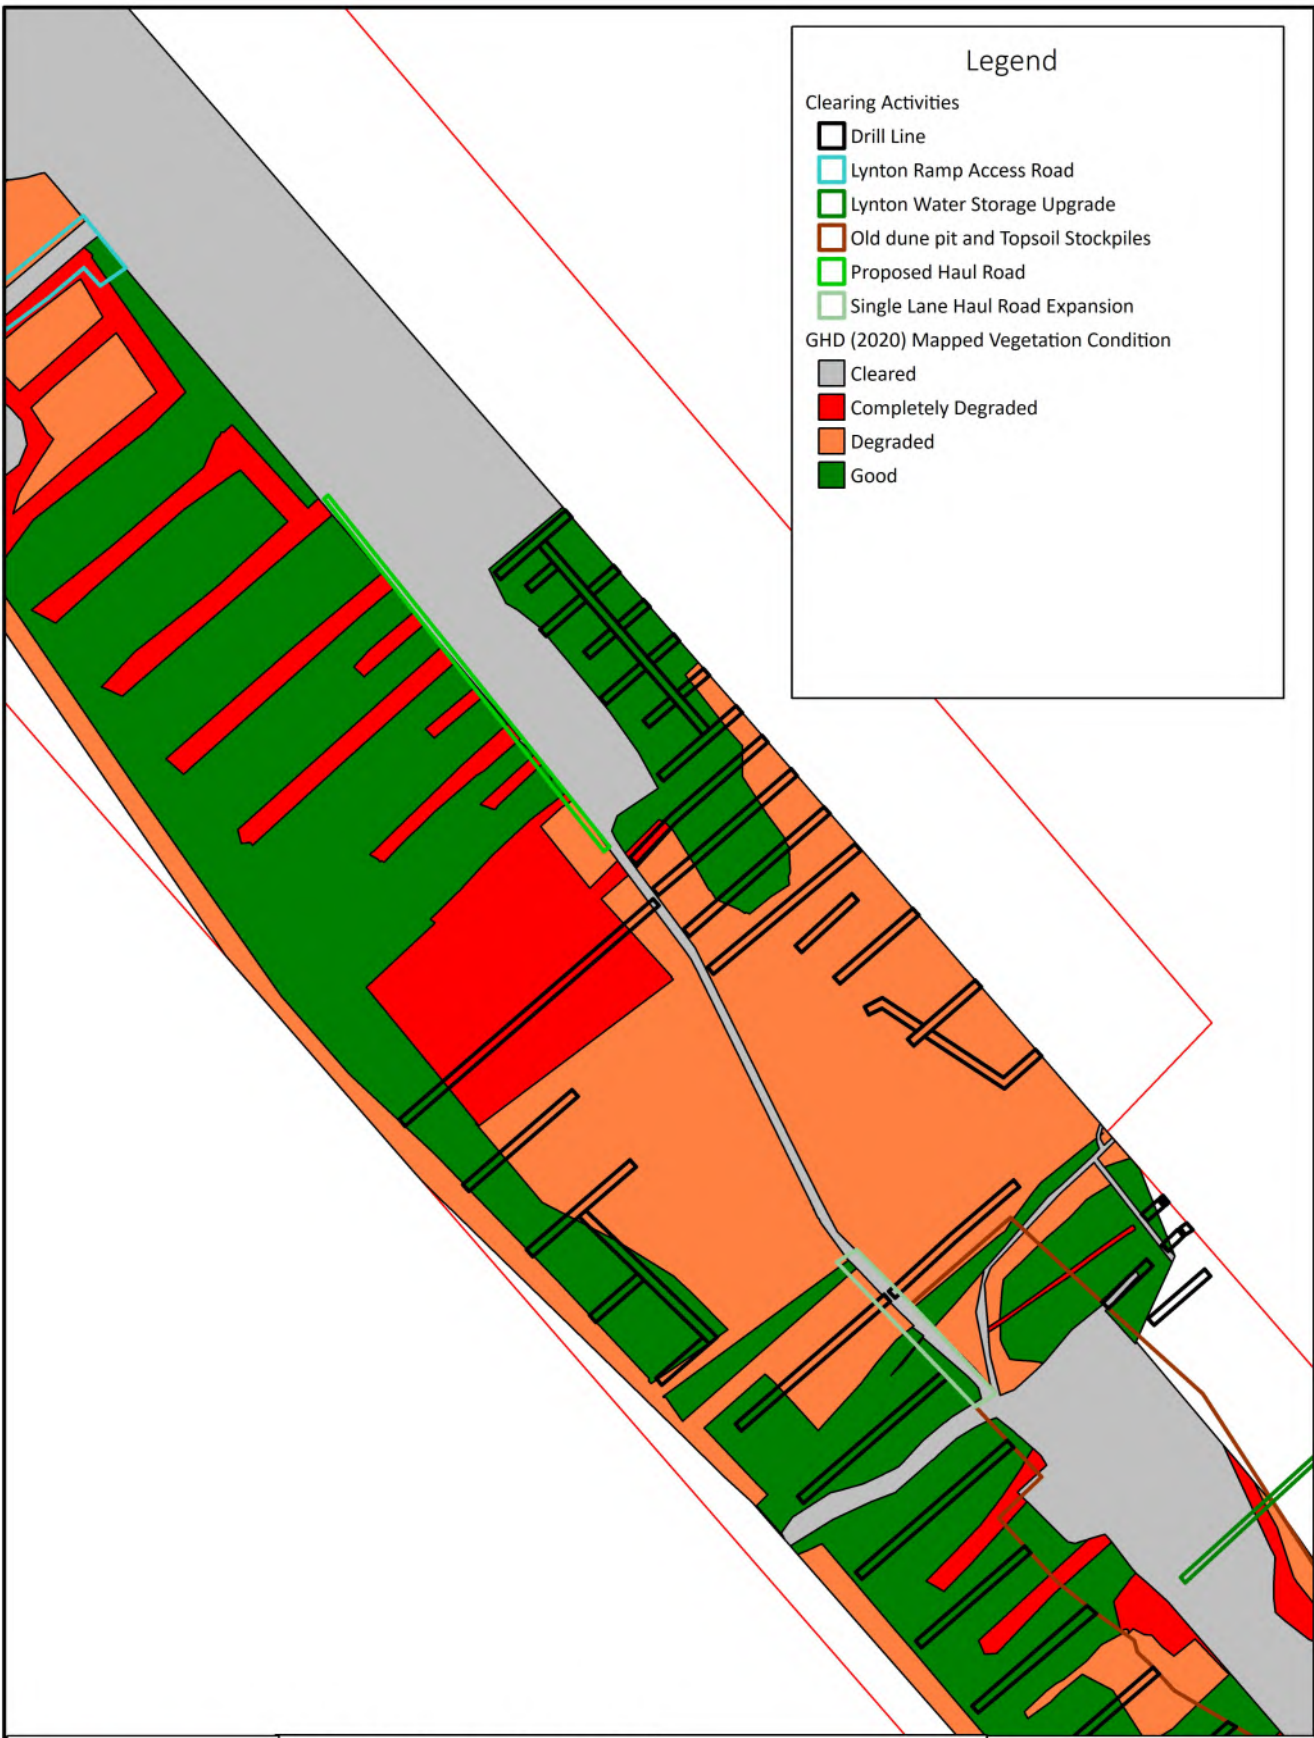 Legend
Clearing Activities
Drill Line
Lynton Ramp Access Road
Lynton Water Storage Upgrade
Old dune pit and Topsoil Stockpiles
Proposed Haul Road
Single Lane Haul Road Expansion
GHD (2020) Mapped Vegetation Condition
Cleared
Completely Degraded
Degraded
Good